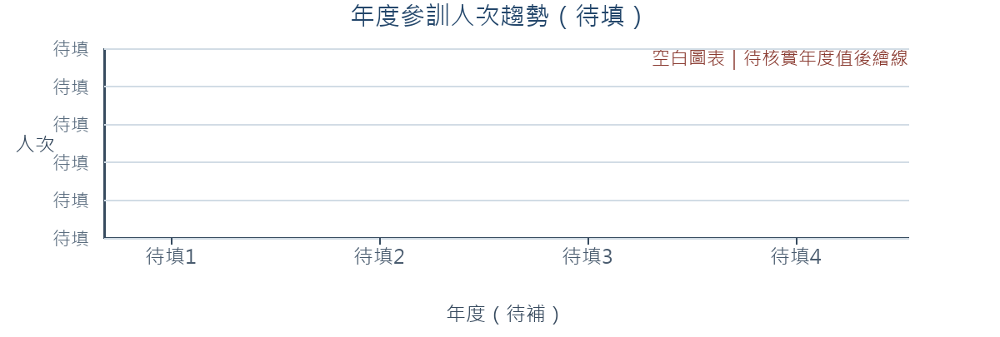 年度參訓人次趨勢（待填）
待填
空白圖表｜待核實年度值後繪線
待填
待填
人次
待填
待填
待填
待填1
待填2
待填3
待填4
年度（待補）